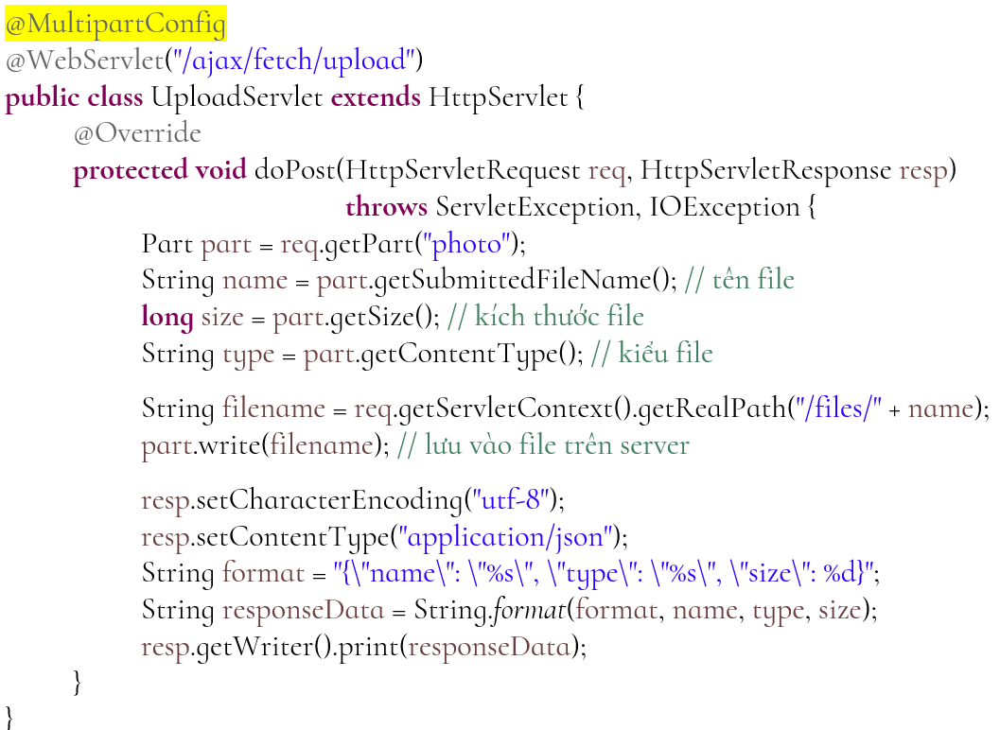 @MultipartConfig
@WebServlet("/ajax/fetch/upload")
public class UploadServlet extends HttpServlet {
@Override
protected void doPost(HttpServletRequest req, HttpServletResponse resp)
throws ServletException, IOException {
Part part = req.getPart("photo");
String name = part.getSubmittedFileName(); // tên file
long size = part.getSize(); // kích thước file
String type = part.getContentType(); // kiểu file
String filename = req.getServletContext().getRealPath("/files/" + name);
part.write(filename); // lưu vào file trên server
resp.setCharacterEncoding("utf-8");
resp.setContentType("application/json");
String format = "{\"name\": \"%s\", \"type\": \"%s\", \"size\": %d}";
String responseData = String.format(format, name, type, size);
resp.getWriter().print(responseData);
}
}